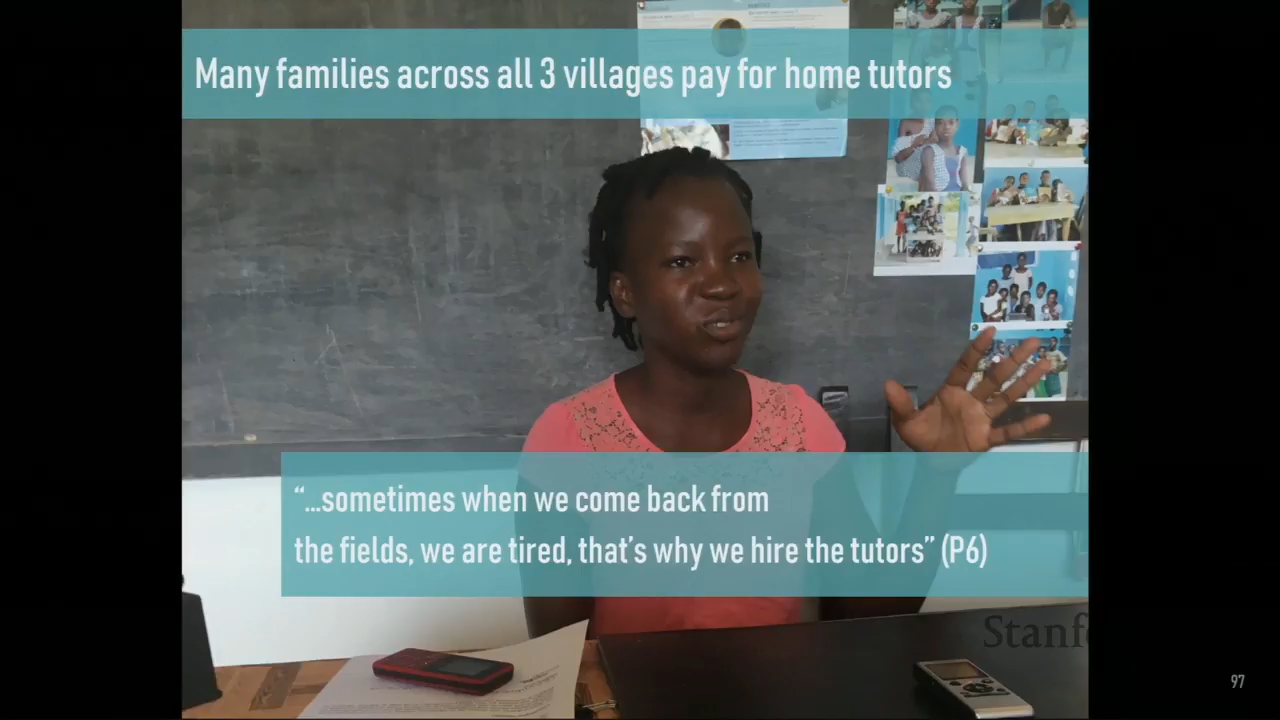 Many families across all 3 villages pay for home tutors
“...sometimes when we come back from
the fields, we are tired, that’s why we hire the tutors” (P6)
Stanf
97